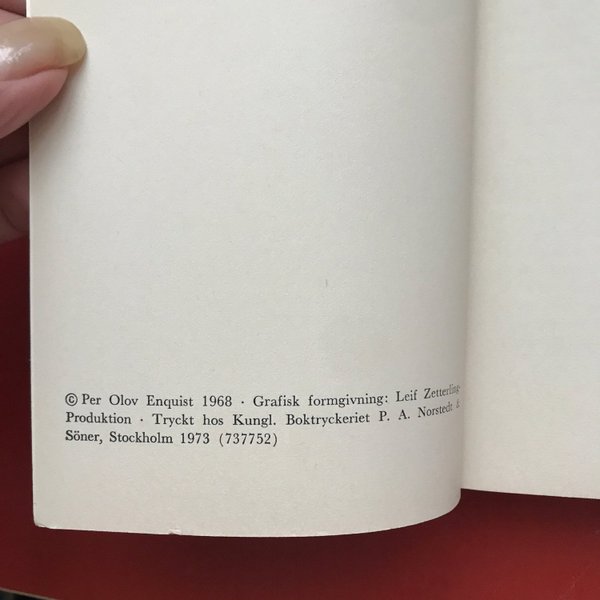 © Per Olov Enquist 1968 · Grafisk formgivning: Leif Zetterling-
Produktion · Tryckt hos Kungl. Boktryckeriet P. A. Norstedt &
Söner, Stockholm 1973 (737752)